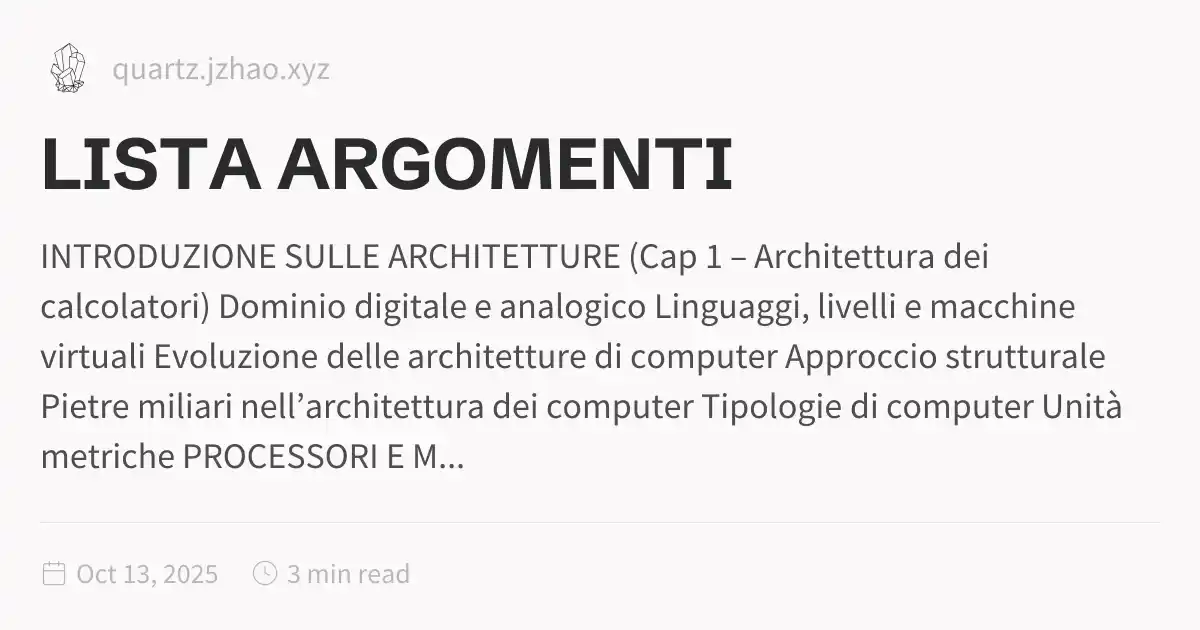 quartz.jzhao.xyz
LISTA ARGOMENTI
INTRODUZIONE SULLE ARCHITETTURE (Cap 1 – Architettura dei
calcolatori) Dominio digitale e analogico Linguaggi, livelli e macchine
virtuali Evoluzione delle architetture di computer Approccio strutturale
Pietre miliari nell’architettura dei computer Tipologie di computer Unità
metriche PROCESSORI E M...
Oct 13, 2025 3 min read